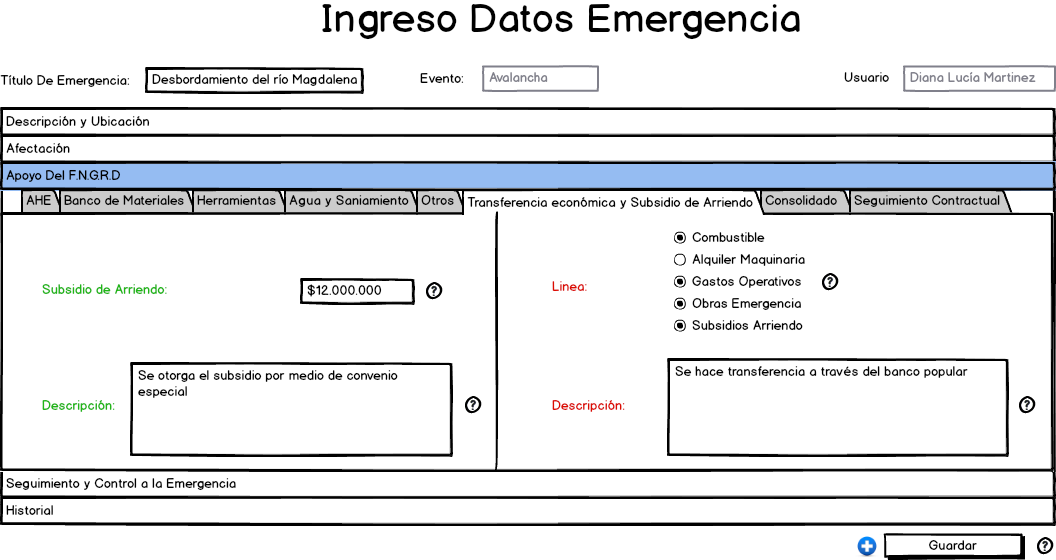 Ingreso Datos Emergencia
Título De Emergencia: Desbordamiento del río Magdalena Evento: Avalancha Usuario Diana Lucía Martinez
Descripción y Ubicación
Afectación
Apoyo Del F.N.G.R.D
AHE Banco de Materiales Herramientas Agua y Saniamiento Otros Transferencia económica y Subsidio de Arriendo Consolidado Seguimiento Contractual
Subsidio de Arriendo: $12.000.000 ?
Descripción: Se otorga el subsidio por medio de convenio
especial
?
Linea:
Combustible
Alquiler Maquinaria
Gastos Operativos ?
Obras Emergencia
Subsidios Arriendo
Descripción: Se hace transferencia a través del banco popular
?
Seguimiento y Control a la Emergencia
Historial
Guardar ?